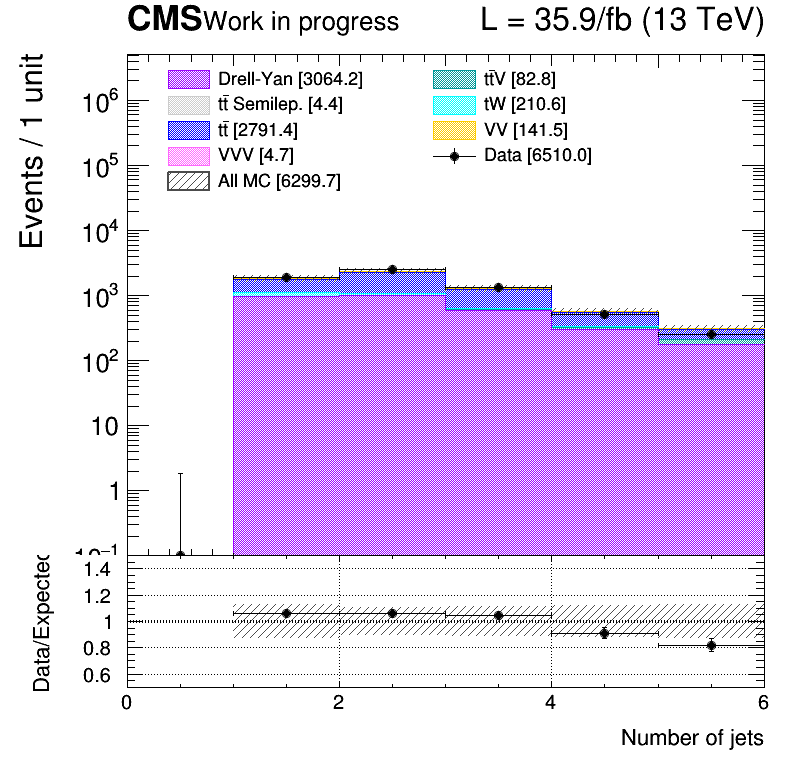 CMS Work in progress L = 35.9/fb (13 TeV)
Events / 1 unit
Drell-Yan [3064.2] tt̄V [82.8]
tt̄ Semilep. [4.4] tW [210.6]
tt̄ [2791.4] VV [141.5]
VVV [4.7] Data [6510.0]
All MC [6299.7]
10⁶
10⁵
10⁴
10³
10²
10
1
10⁻¹
Data/Expected
1.4
1.2
1
0.8
0.6
0 2 4 6
Number of jets